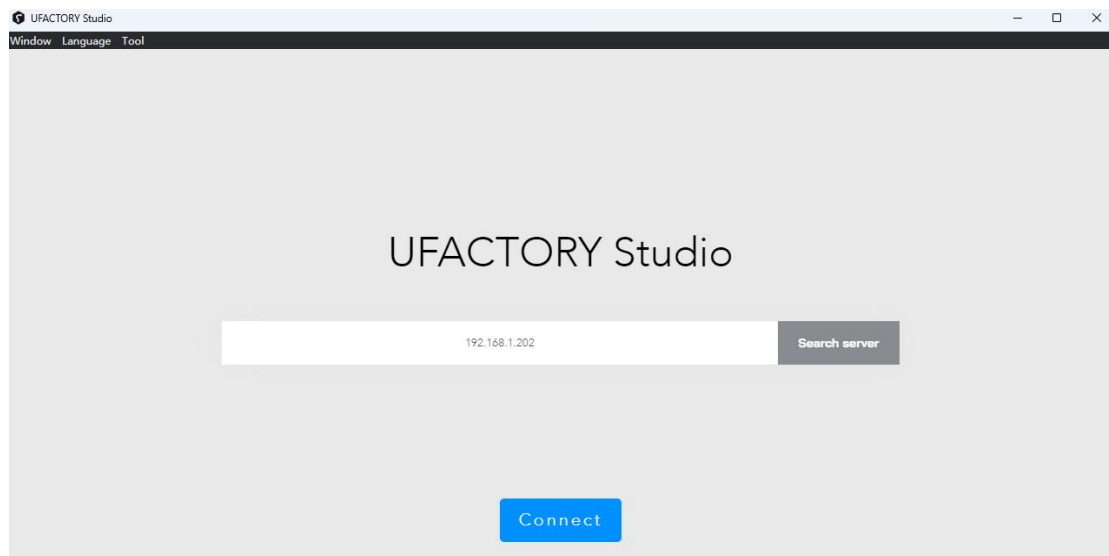 UFACTORY Studio
Window Language Tool
UFACTORY Studio
192.168.1.202 Search server
Connect